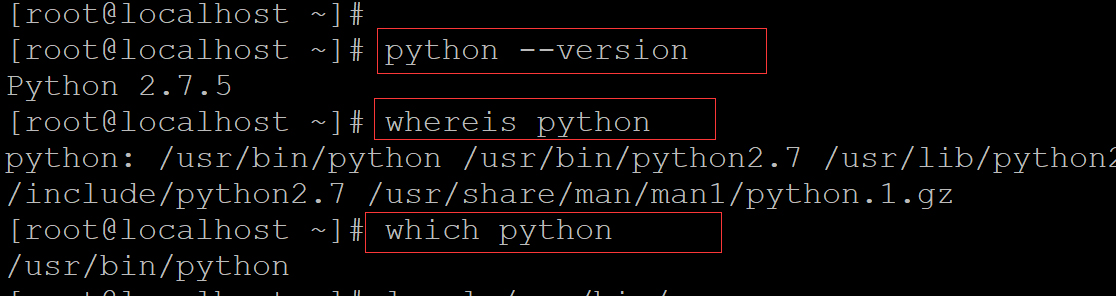 [root@localhost ~]#
[root@localhost ~]# python --version
Python 2.7.5
[root@localhost ~]# whereis python
python: /usr/bin/python /usr/bin/python2.7 /usr/lib/python2
/include/python2.7 /usr/share/man/man1/python.1.gz
[root@localhost ~]# which python
/usr/bin/python
[root@localhost ~]#